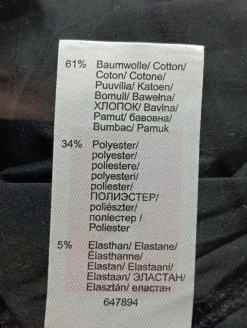 61% Baumwolle/ Cotton/
Coton/ Cotone/
Puuvilla/ Katoen/
Bomull/ Bawełna/
ХЛОПОК/ Bavlna/
Pamut/ бавовна/
Bumbac/ Pamuk
34% Polyester/
polyester/
poliestere/
polyesteri/
poliester/
ПОЛИЭСТЕР/
poliészter/
поліестер /
Poliester
5% Elasthan/ Elastane/
Élasthanne/
Elastan/ Elastaani/
Elastaan/ ЭЛАСТАН/
Elasztán/ еластан
647894